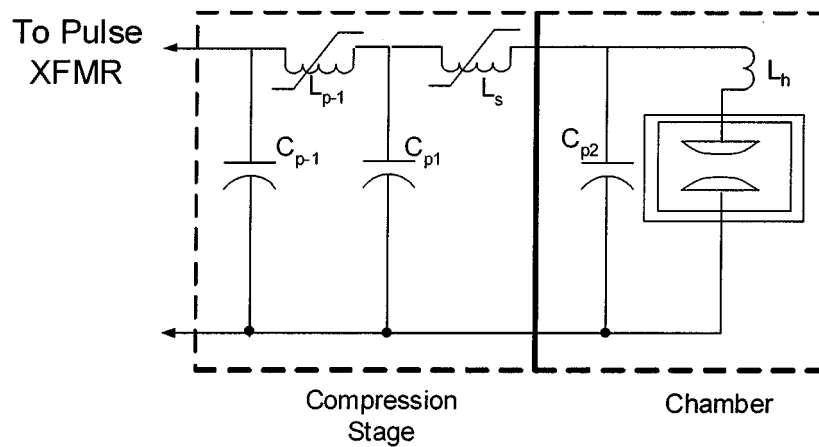 To Pulse
XFMR
Lp-1
Ls
Lh
Cp-1
Cp1
Cp2
Compression
Stage
Chamber